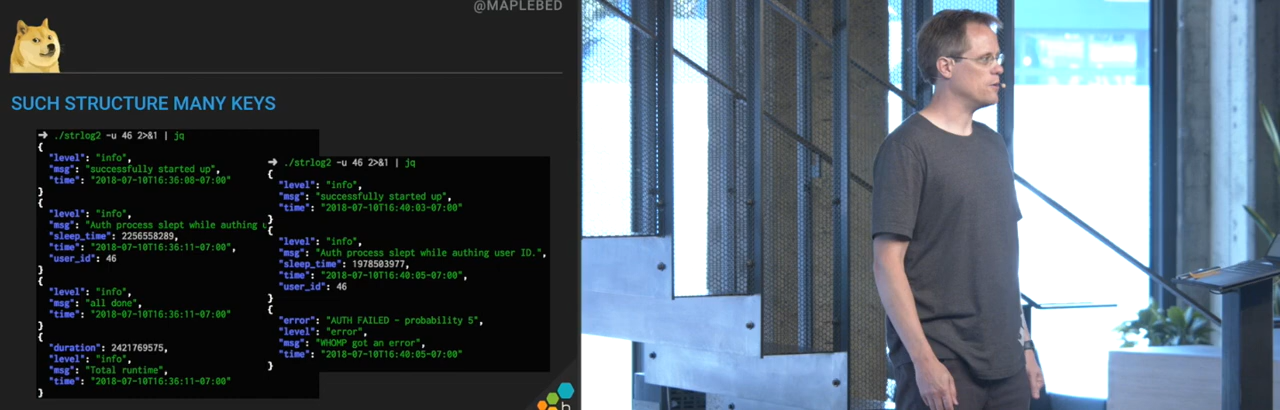 @MAPLEBED
SUCH STRUCTURE MANY KEYS
➜ ./strlog2 -u 46 2>&1 | jq
{
"level": "info",
"msg": "successfully started up",
"time": "2018-07-10T16:36:08-07:00"
}
{
"level": "info",
"msg": "Auth process slept while authing u
"sleep_time": 2256558289,
"time": "2018-07-10T16:36:11-07:00",
"user_id": 46
}
{
"level": "info",
"msg": "all done",
"time": "2018-07-10T16:36:11-07:00"
}
{
"duration": 2421769575,
"level": "info",
"msg": "Total runtime",
"time": "2018-07-10T16:36:11-07:00"
}
➜ ./strlog2 -u 46 2>&1 | jq
{
"level": "info",
"msg": "successfully started up",
"time": "2018-07-10T16:40:03-07:00"
}
{
"level": "info",
"msg": "Auth process slept while authing user ID.",
"sleep_time": 1978503977,
"time": "2018-07-10T16:40:05-07:00",
"user_id": 46
}
{
"error": "AUTH FAILED - probability 5",
"level": "error",
"msg": "WHOMP got an error",
"time": "2018-07-10T16:40:05-07:00"
}
h